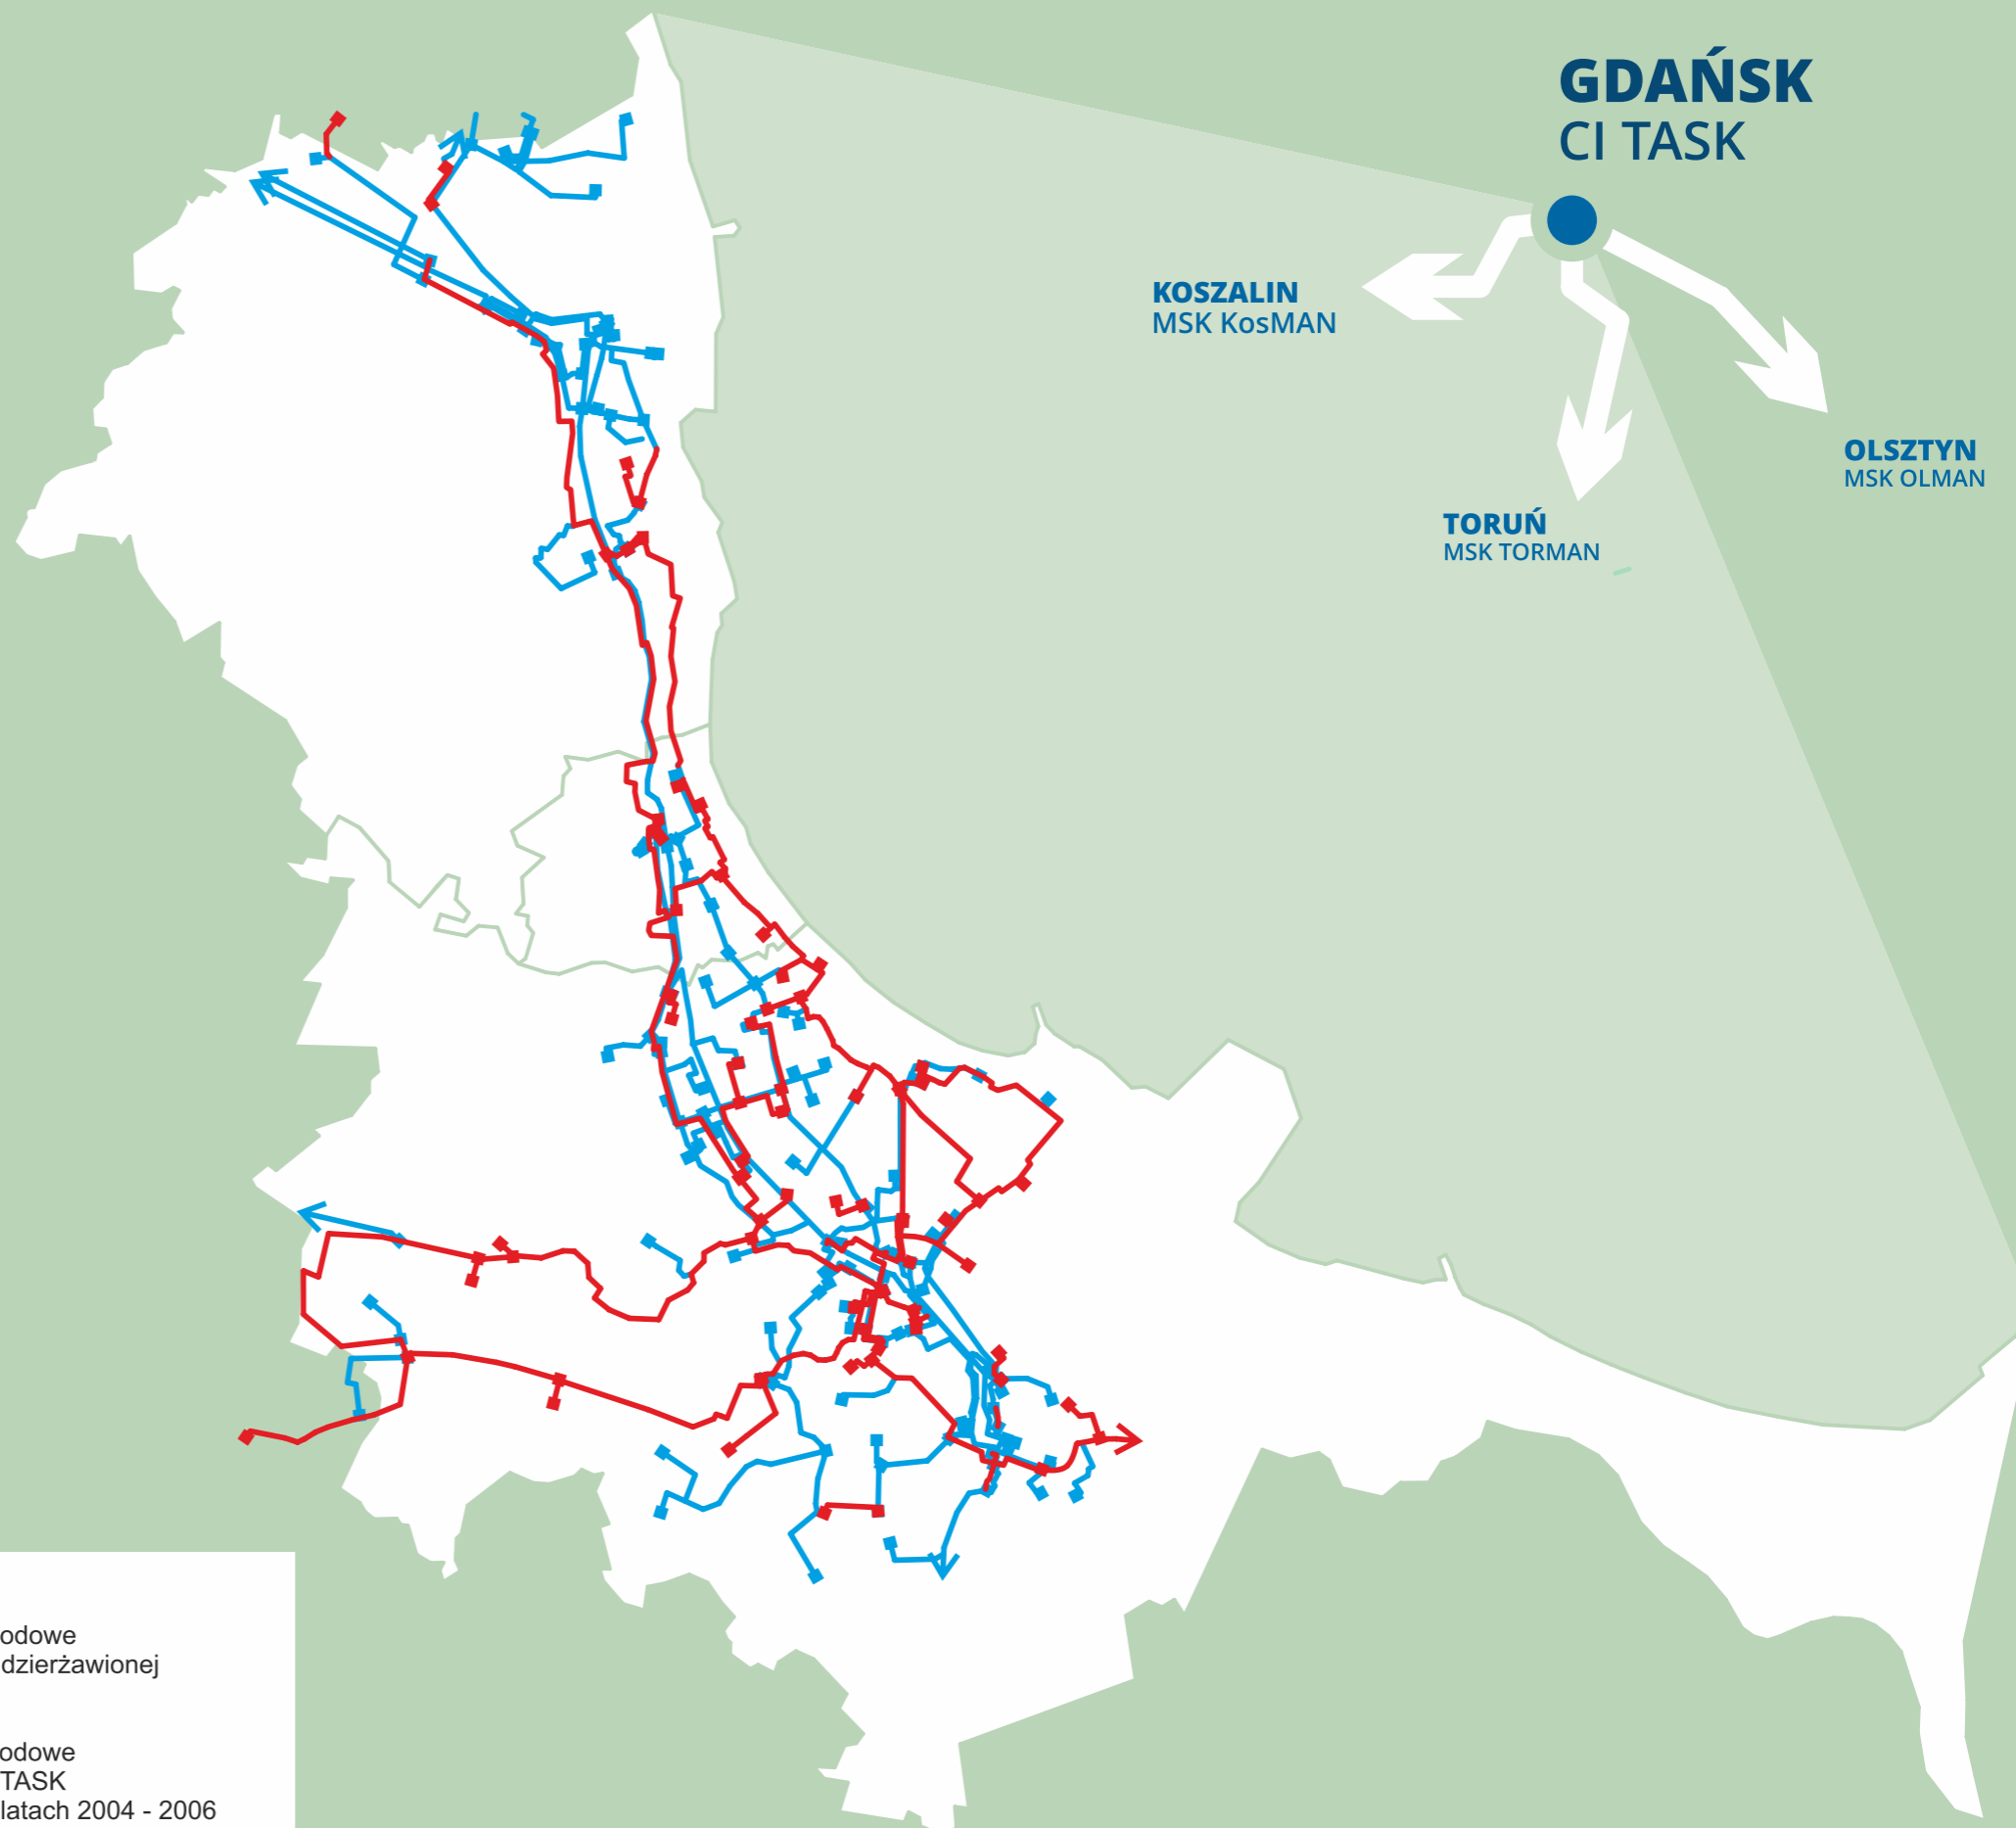 GDAŃSK
CI TASK
KOSZALIN
MSK KosMAN
OLSZTYN
MSK OLMAN
TORUŃ
MSK TORMAN
odowe
dzierżawionej
odowe
TASK
latach 2004 - 2006